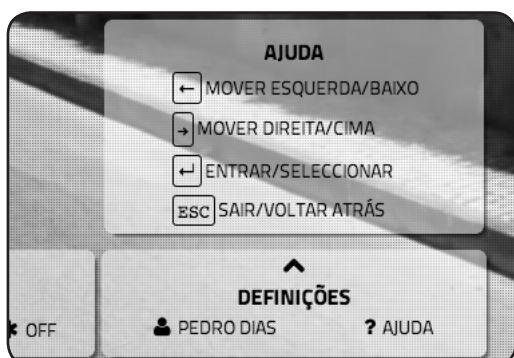 AJUDA
← MOVER ESQUERDA/BAIXO
→ MOVER DIREITA/CIMA
↵ ENTRAR/SELECCIONAR
ESC SAIR/VOLTAR ATRÁS
DEFINIÇÕES
OFF
PEDRO DIAS
? AJUDA